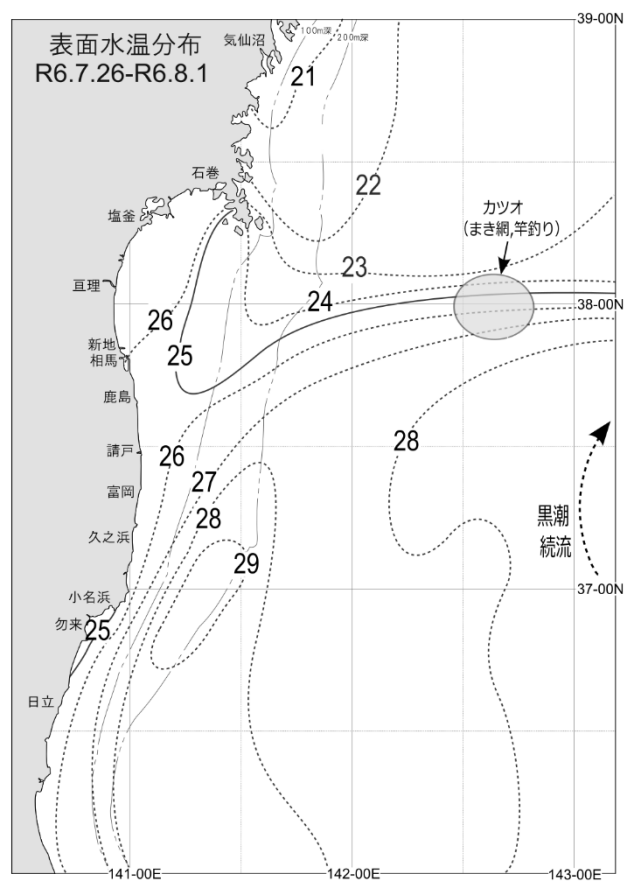 表面水温分布
R6.7.26-R6.8.1
気仙沼
100m深
200m深
39-00N
21
石巻
22
塩釜
カツオ
(まき網,竿釣り)
23
亘理
24
38-00N
26
新地
25
相馬
鹿島
28
請戸
26
27
富岡
28
黒潮
続流
久之浜
29
小名浜
37-00N
勿来
25
日立
141-00E
142-00E
143-00E